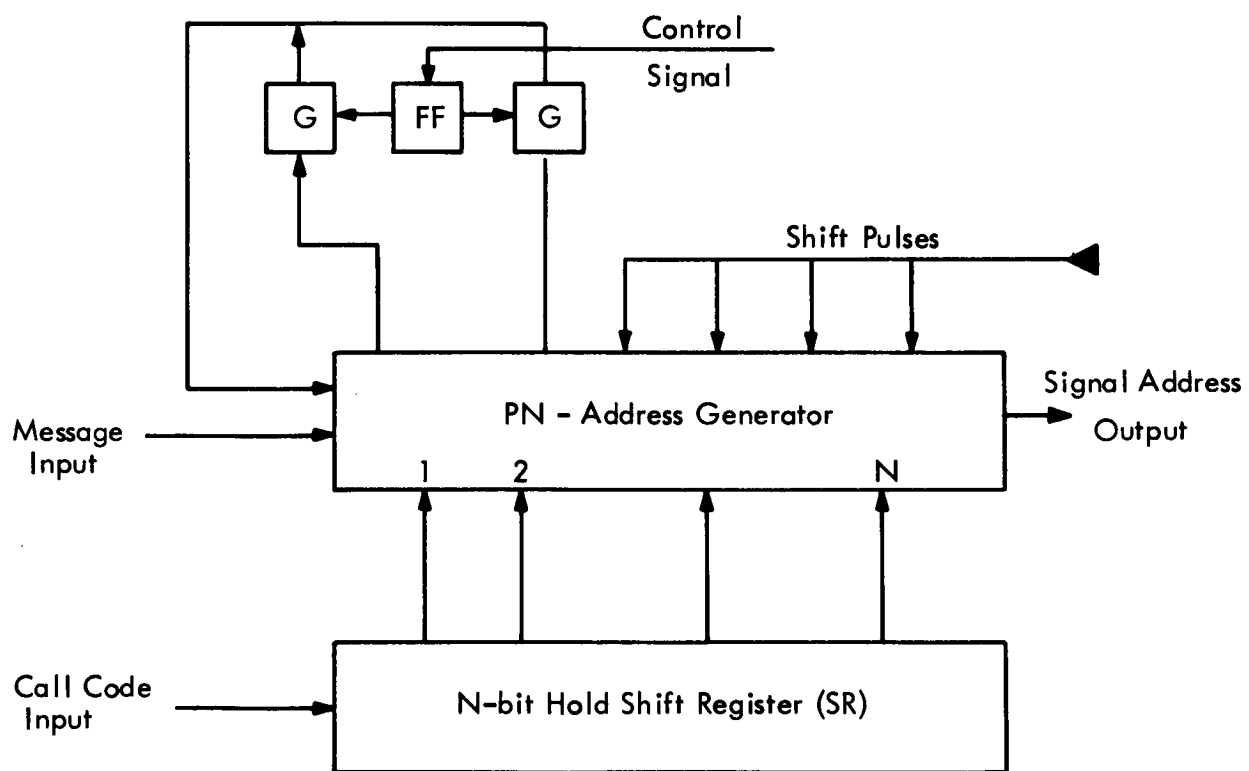 Control
Signal
G
FF
G
Shift Pulses
PN - Address Generator
Signal Address
Output
Message
Input
1
2
N
Call Code
Input
N-bit Hold Shift Register (SR)